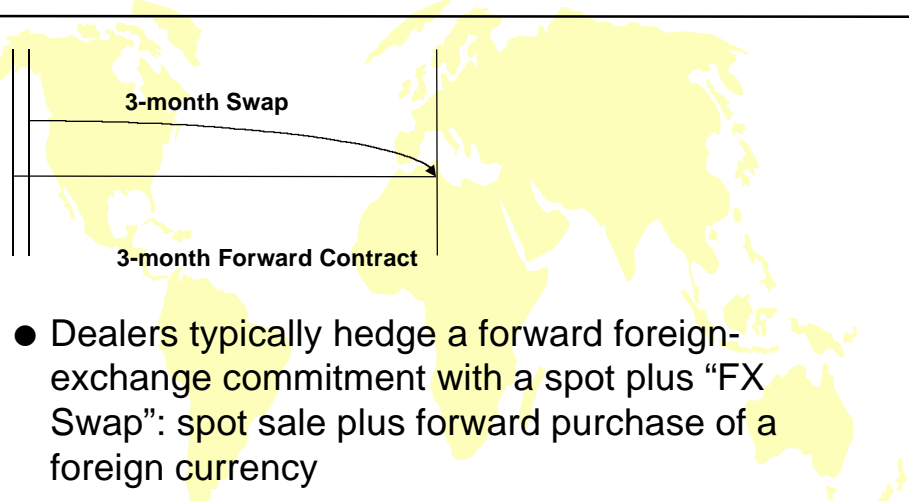 3-month Swap
3-month Forward Contract
● Dealers typically hedge a forward foreign-
exchange commitment with a spot plus “FX
Swap”: spot sale plus forward purchase of a
foreign currency